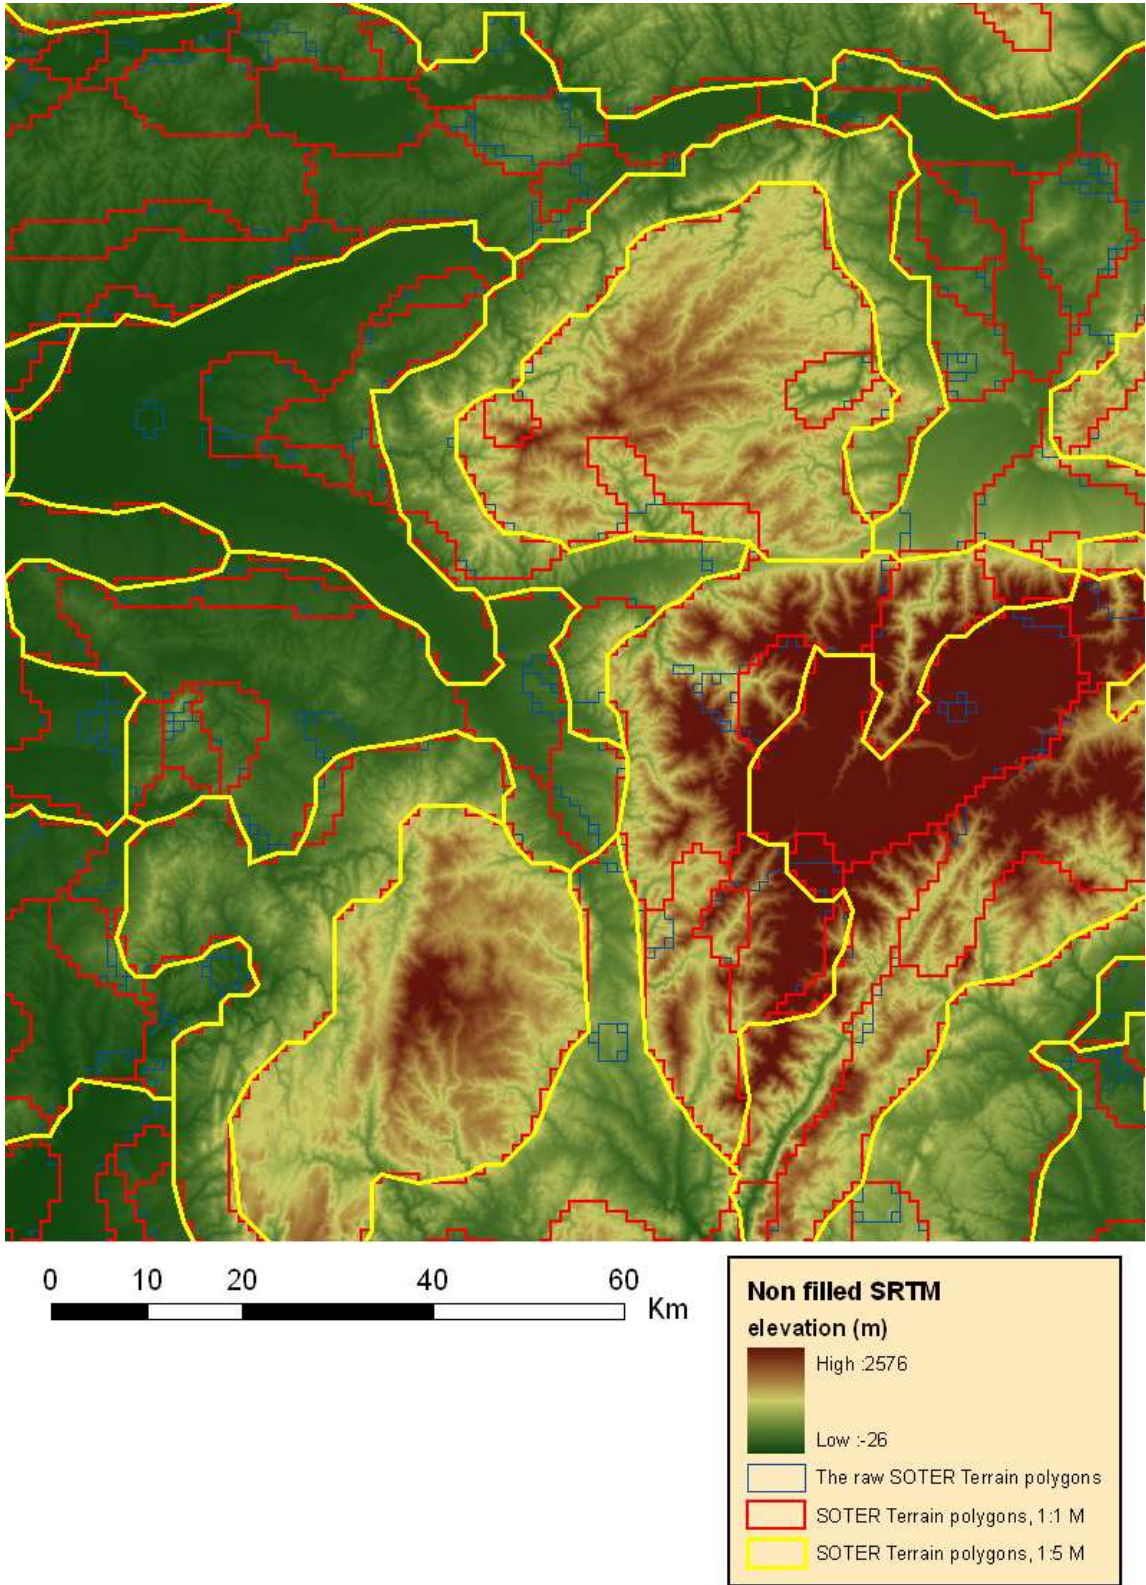 0 10 20 40 60
Km
Non filled SRTM
elevation (m)
High :2576
Low :-26
The raw SOTER Terrain polygons
SOTER Terrain polygons, 1:1 M
SOTER Terrain polygons, 1:5 M